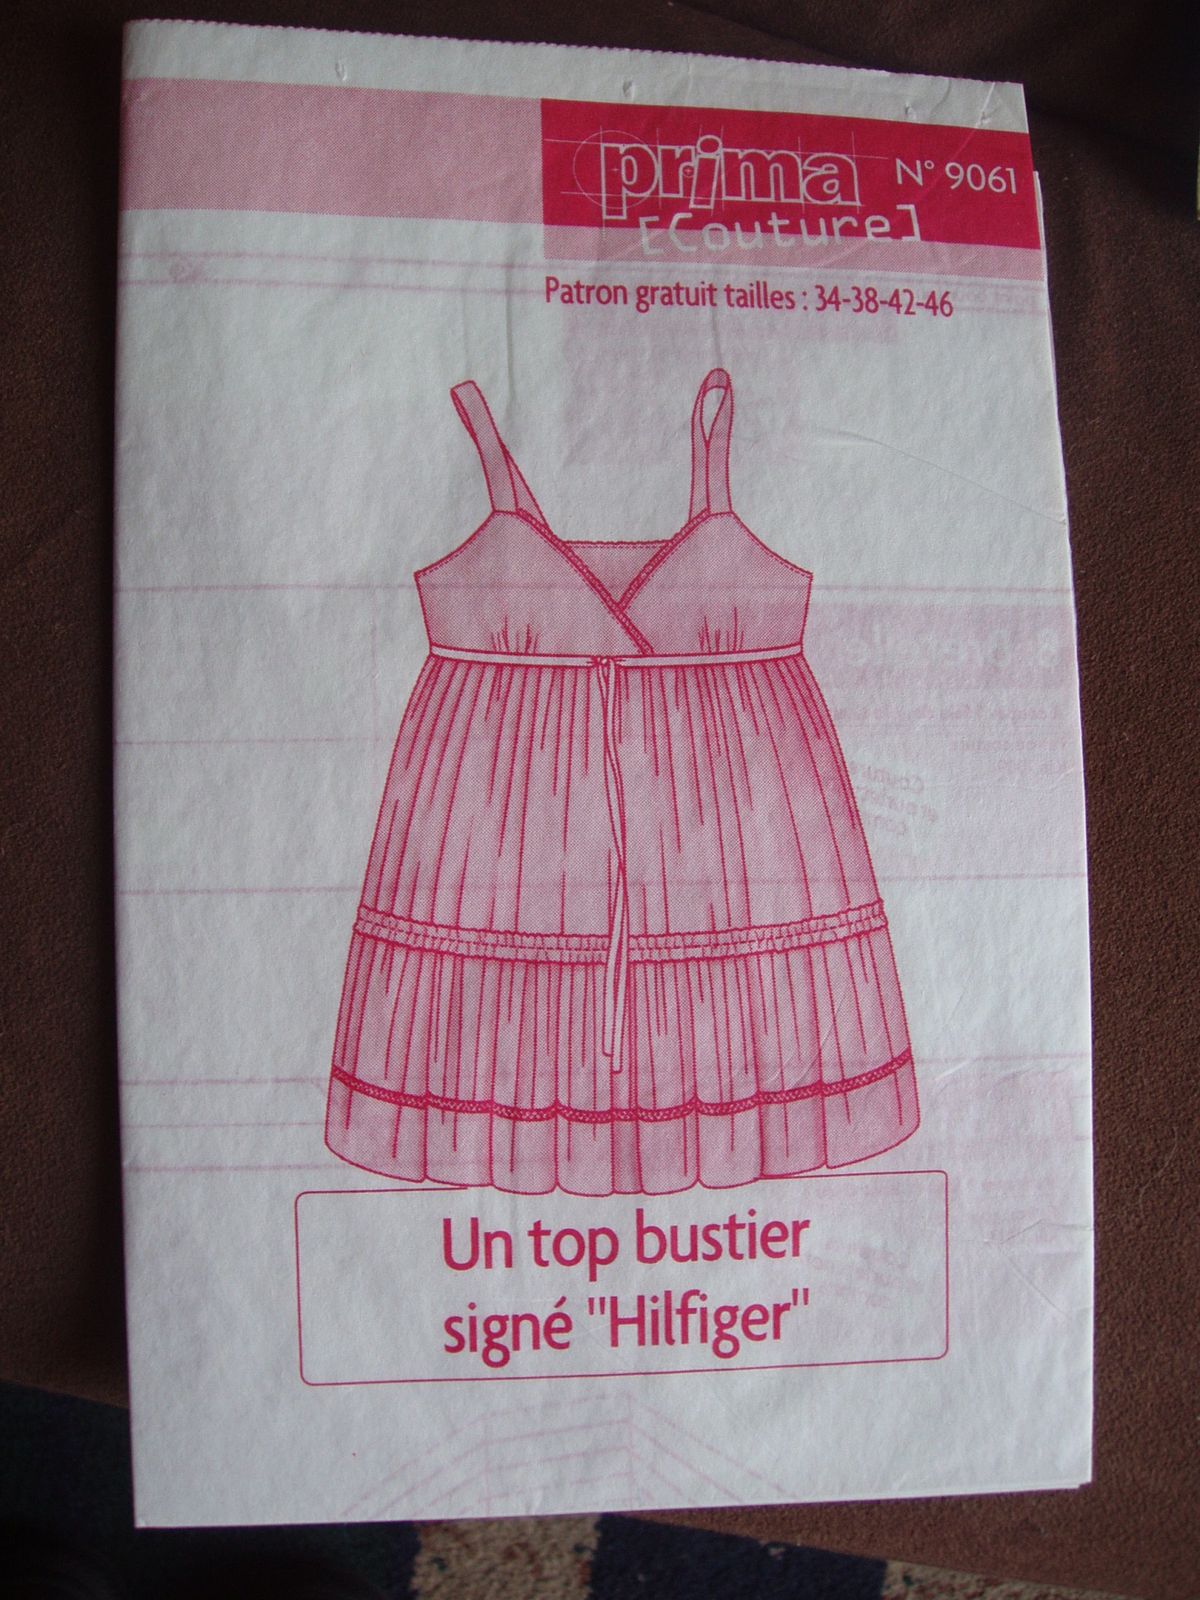 prima N° 9061
[Couture]
Patron gratuit tailles : 34-38-42-46
Un top bustier
signé "Hilfiger"